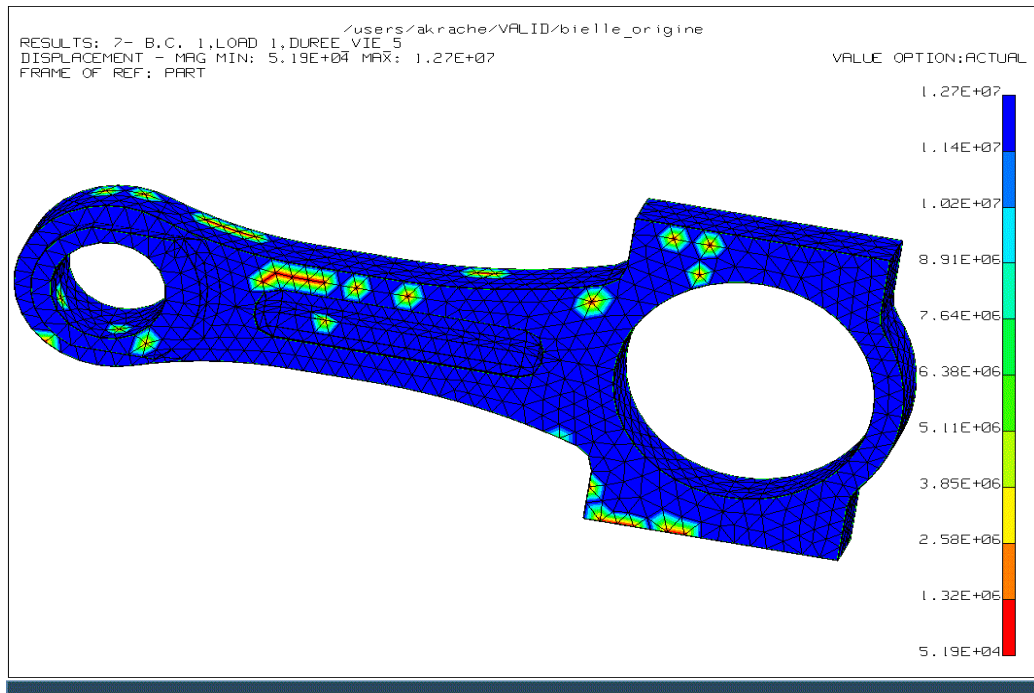 /users/akrache/VALID/bielle_origine
RESULTS: 7- B.C. 1,LOAD 1,DUREE_VIE_5
DISPLACEMENT - MAG MIN: 5.19E+04 MAX: 1.27E+07
VALUE OPTION:ACTUAL
FRAME OF REF: PART
1.27E+07
1.14E+07
1.02E+07
8.91E+06
7.64E+06
6.38E+06
5.11E+06
3.85E+06
2.58E+06
1.32E+06
5.19E+04